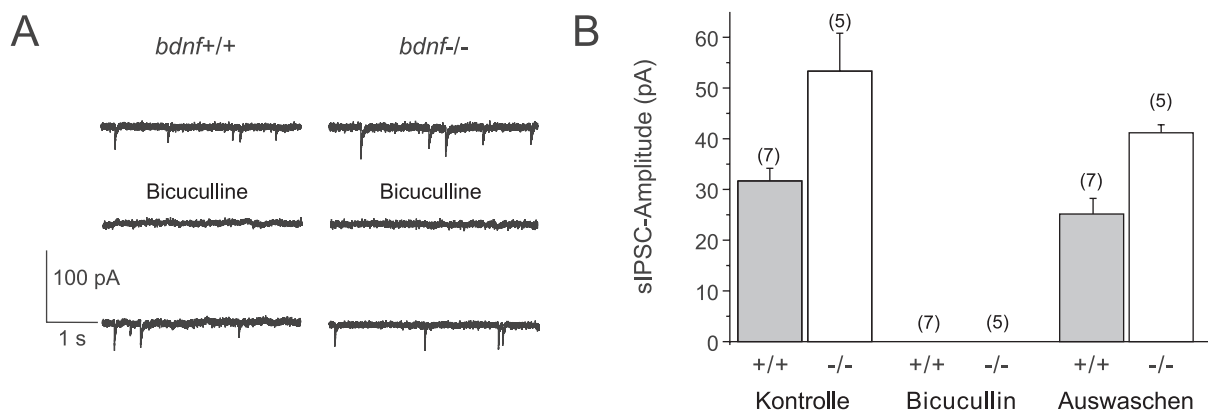 A
bdnf+/+
bdnf-/-
Bicuculline
Bicuculline
100 pA
1 s
B
sIPSC-Amplitude (pA)
60
50
40
30
20
10
0
(7)
(5)
(7)
(5)
(7)
(5)
+/+
-/-
+/+
-/-
+/+
-/-
Kontrolle
Bicucullin
Auswaschen